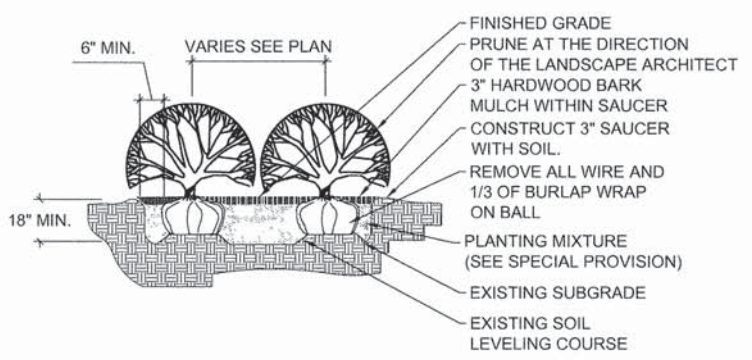 6" MIN.
VARIES SEE PLAN
18" MIN.
FINISHED GRADE
PRUNE AT THE DIRECTION
OF THE LANDSCAPE ARCHITECT
3" HARDWOOD BARK
MULCH WITHIN SAUCER
CONSTRUCT 3" SAUCER
WITH SOIL.
REMOVE ALL WIRE AND
1/3 OF BURLAP WRAP
ON BALL
PLANTING MIXTURE
(SEE SPECIAL PROVISION)
EXISTING SUBGRADE
EXISTING SOIL
LEVELING COURSE